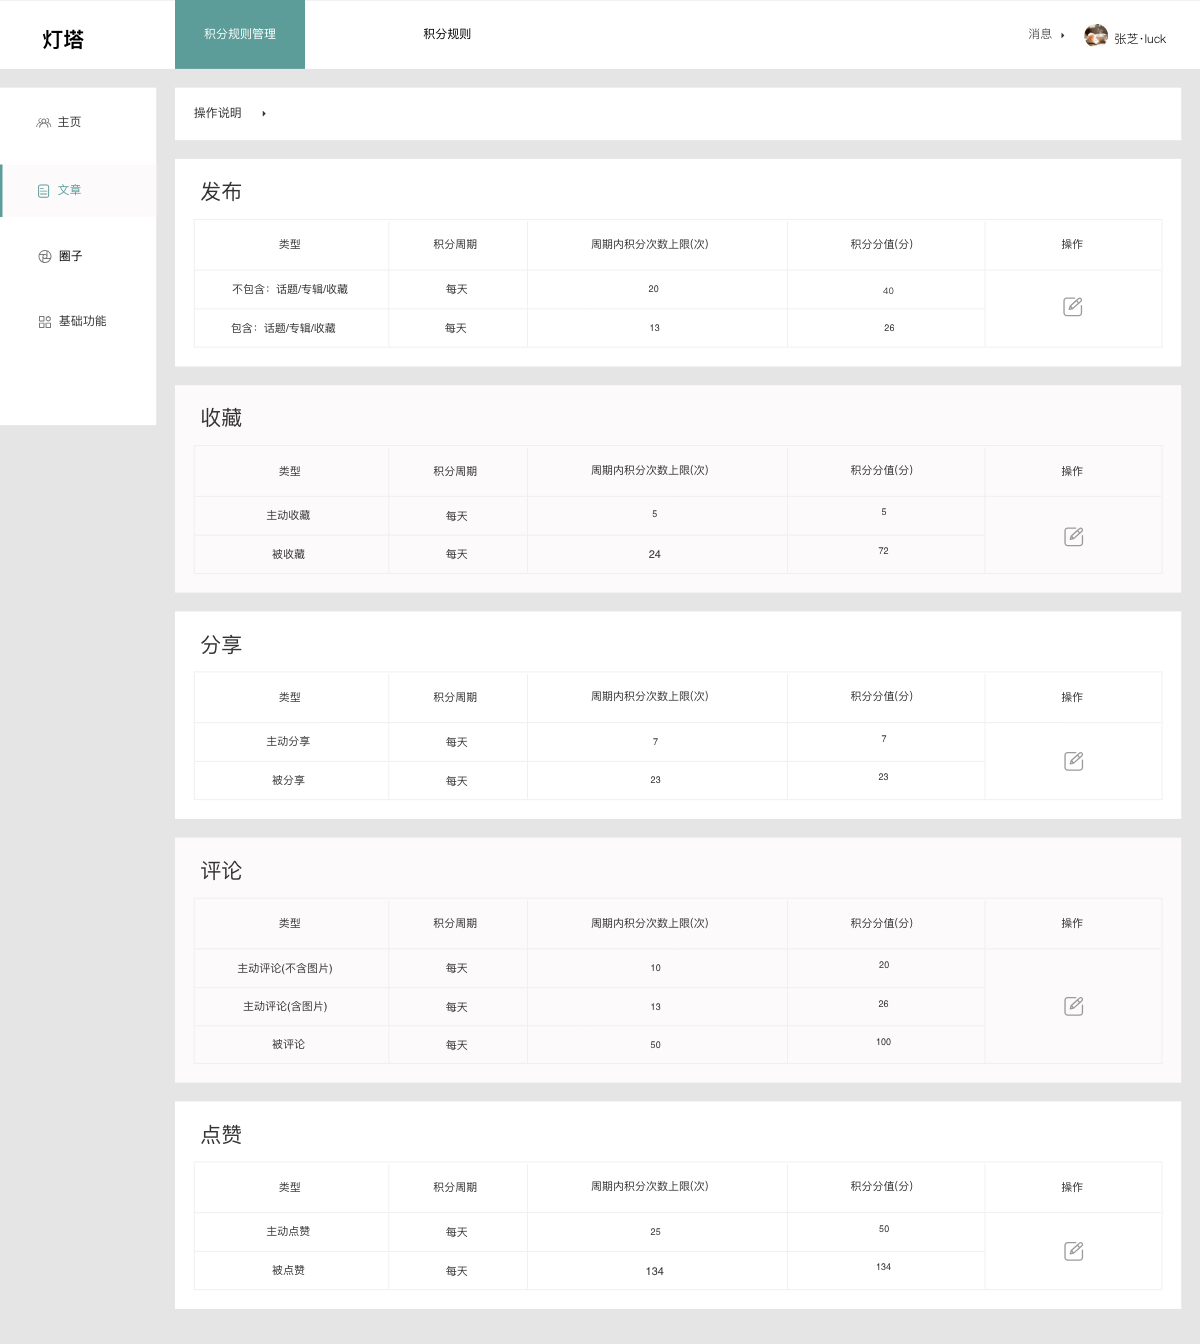 灯塔
积分规则管理
积分规则
消息
张芝·luck
主页
文章
圈子
基础功能
操作说明
发布
类型 积分周期 周期内积分次数上限(次) 积分分值(分) 操作
不包含：话题/专辑/收藏 每天 20 40
包含：话题/专辑/收藏 每天 13 26
收藏
类型 积分周期 周期内积分次数上限(次) 积分分值(分) 操作
主动收藏 每天 5 5
被收藏 每天 24 72
分享
类型 积分周期 周期内积分次数上限(次) 积分分值(分) 操作
主动分享 每天 7 7
被分享 每天 23 23
评论
类型 积分周期 周期内积分次数上限(次) 积分分值(分) 操作
主动评论(不含图片) 每天 10 20
主动评论(含图片) 每天 13 26
被评论 每天 50 100
点赞
类型 积分周期 周期内积分次数上限(次) 积分分值(分) 操作
主动点赞 每天 25 50
被点赞 每天 134 134